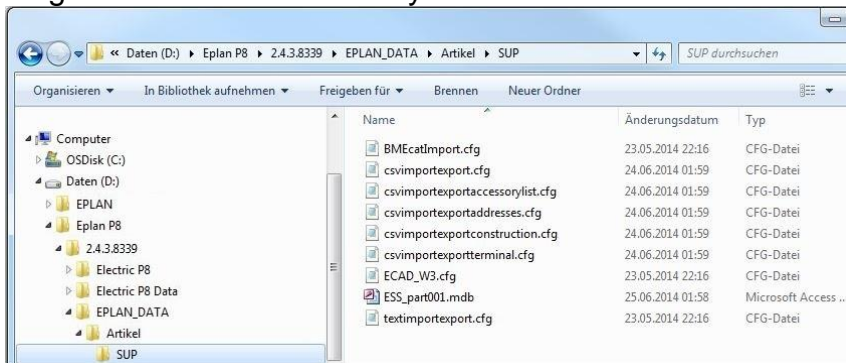 « Daten (D:) ▸ Eplan P8 ▸ 2.4.3.8339 ▸ EPLAN_DATA ▸ Artikel ▸ SUP SUP durchsuchen
Organisieren In Bibliothek aufnehmen Freigeben für Brennen Neuer Ordner
Name Änderungsdatum Typ
Computer
OSDisk (C:)
Daten (D:)
EPLAN
Eplan P8
2.4.3.8339
Electric P8
Electric P8 Data
EPLAN_DATA
Artikel
SUP
BMEcatImport.cfg 23.05.2014 22:16 CFG-Datei
csvimportexport.cfg 24.06.2014 01:59 CFG-Datei
csvimportexportaccessorylist.cfg 24.06.2014 01:59 CFG-Datei
csvimportexportaddresses.cfg 24.06.2014 01:59 CFG-Datei
csvimportexportconstruction.cfg 24.06.2014 01:59 CFG-Datei
csvimportexportterminal.cfg 24.06.2014 01:59 CFG-Datei
ECAD_W3.cfg 23.05.2014 22:16 CFG-Datei
ESS_part001.mdb 25.06.2014 01:58 Microsoft Access ..
textimportexport.cfg 23.05.2014 22:16 CFG-Datei